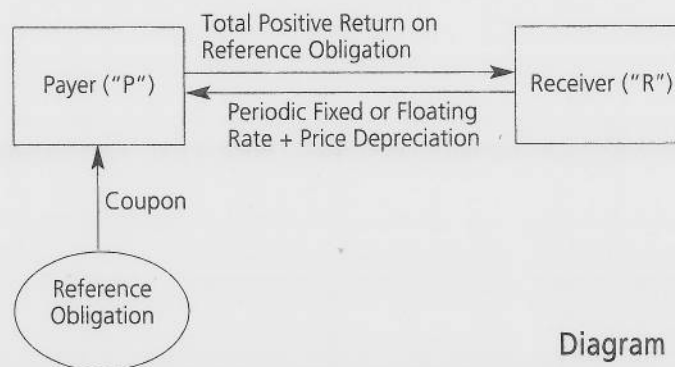 Total Positive Return on
Reference Obligation
Payer ("P")
Receiver ("R")
Periodic Fixed or Floating
Rate + Price Depreciation
Coupon
Reference
Obligation
Diagram